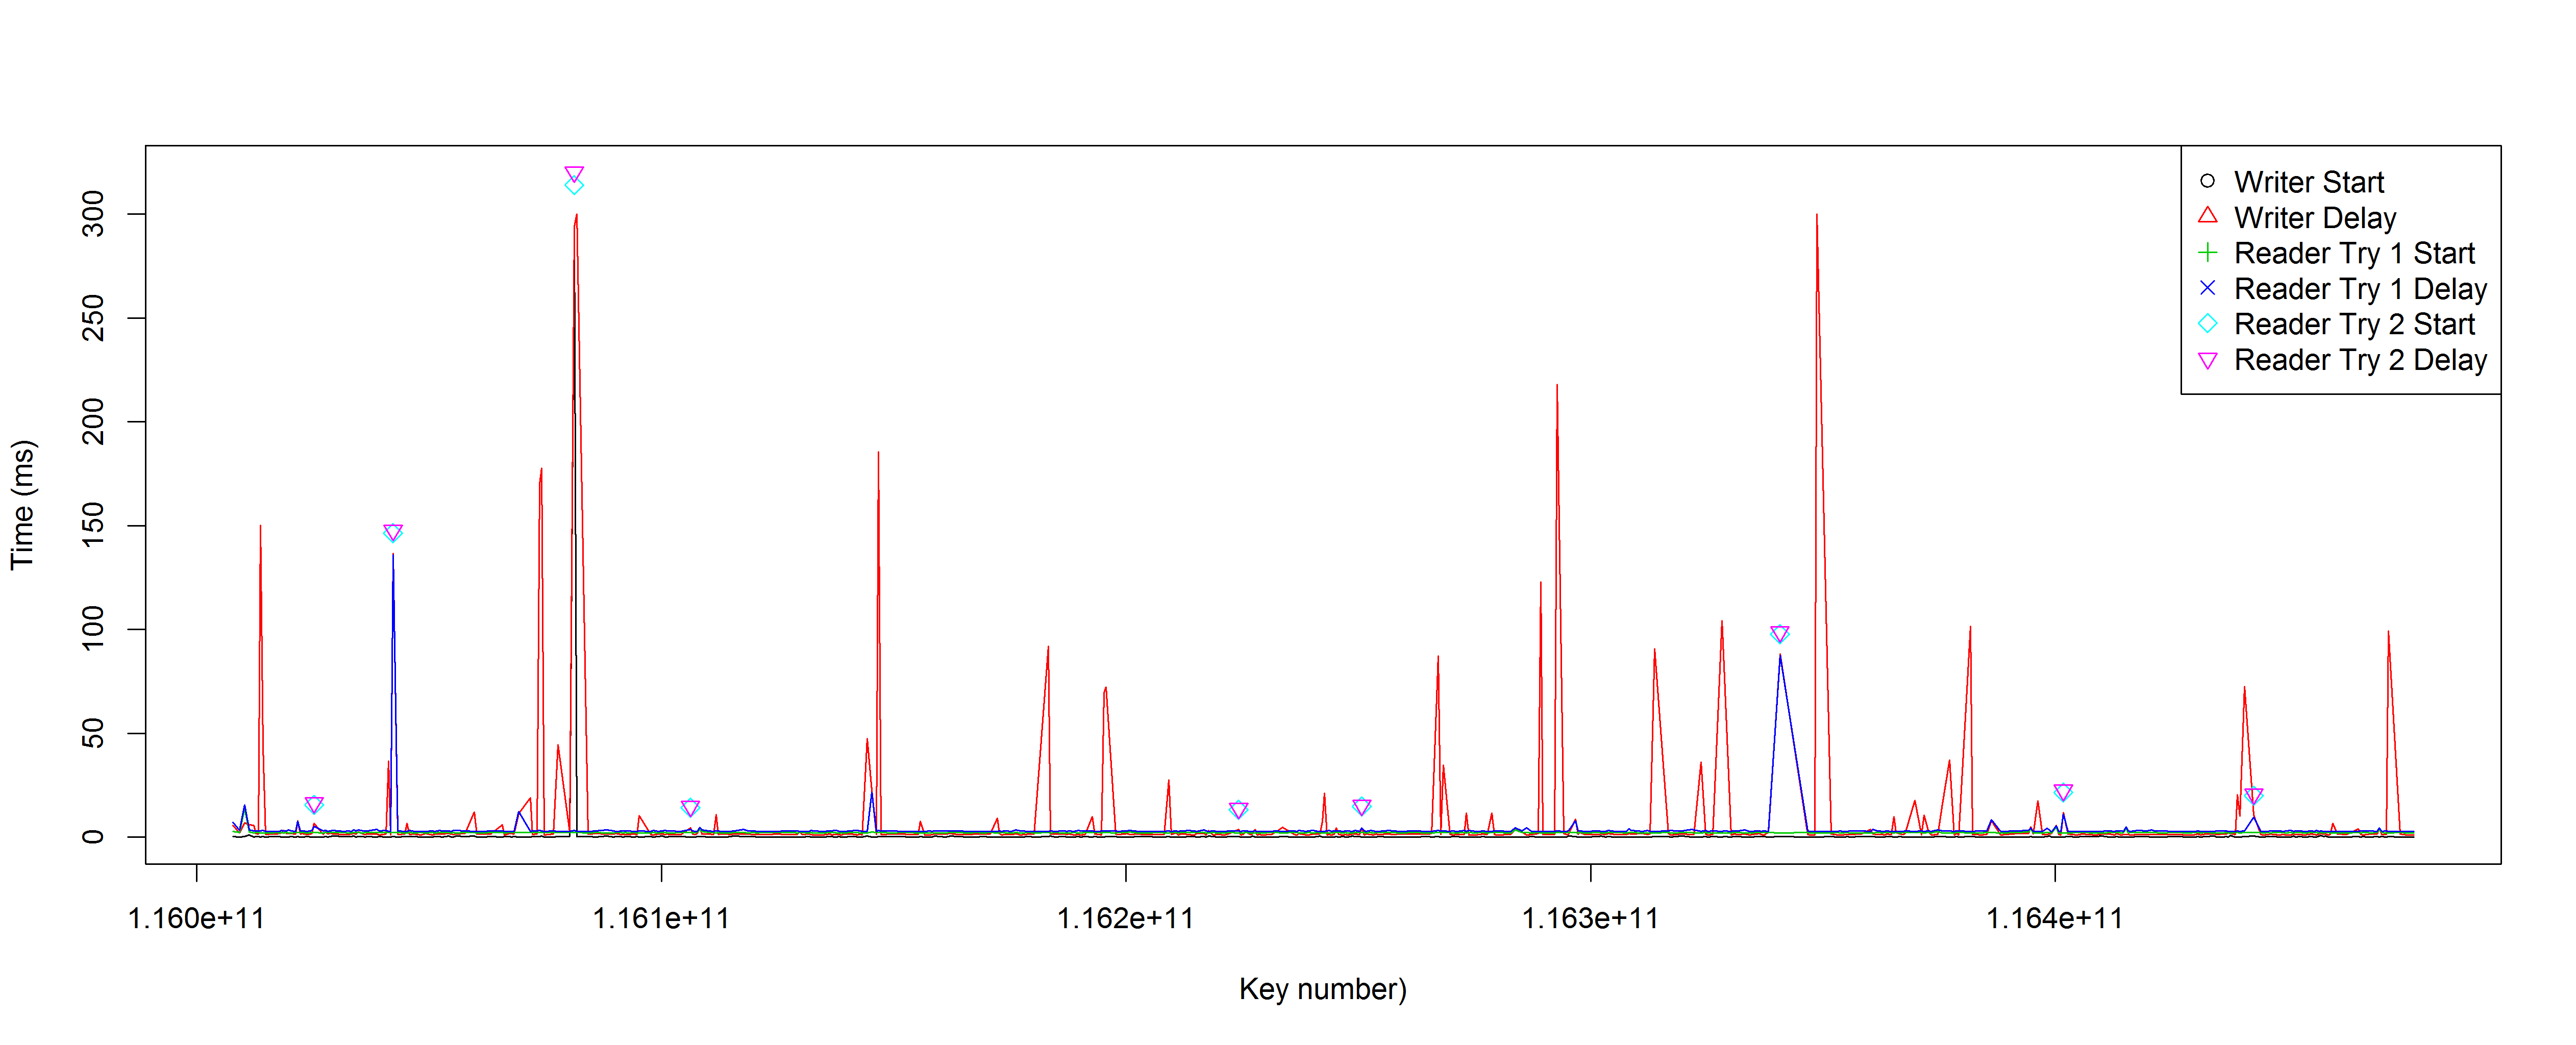 300
250
200
150
100
50
0
Time (ms)
Writer Start
Writer Delay
Reader Try 1 Start
Reader Try 1 Delay
Reader Try 2 Start
Reader Try 2 Delay
1.160e+11 1.161e+11 1.162e+11 1.163e+11 1.164e+11
Key number)